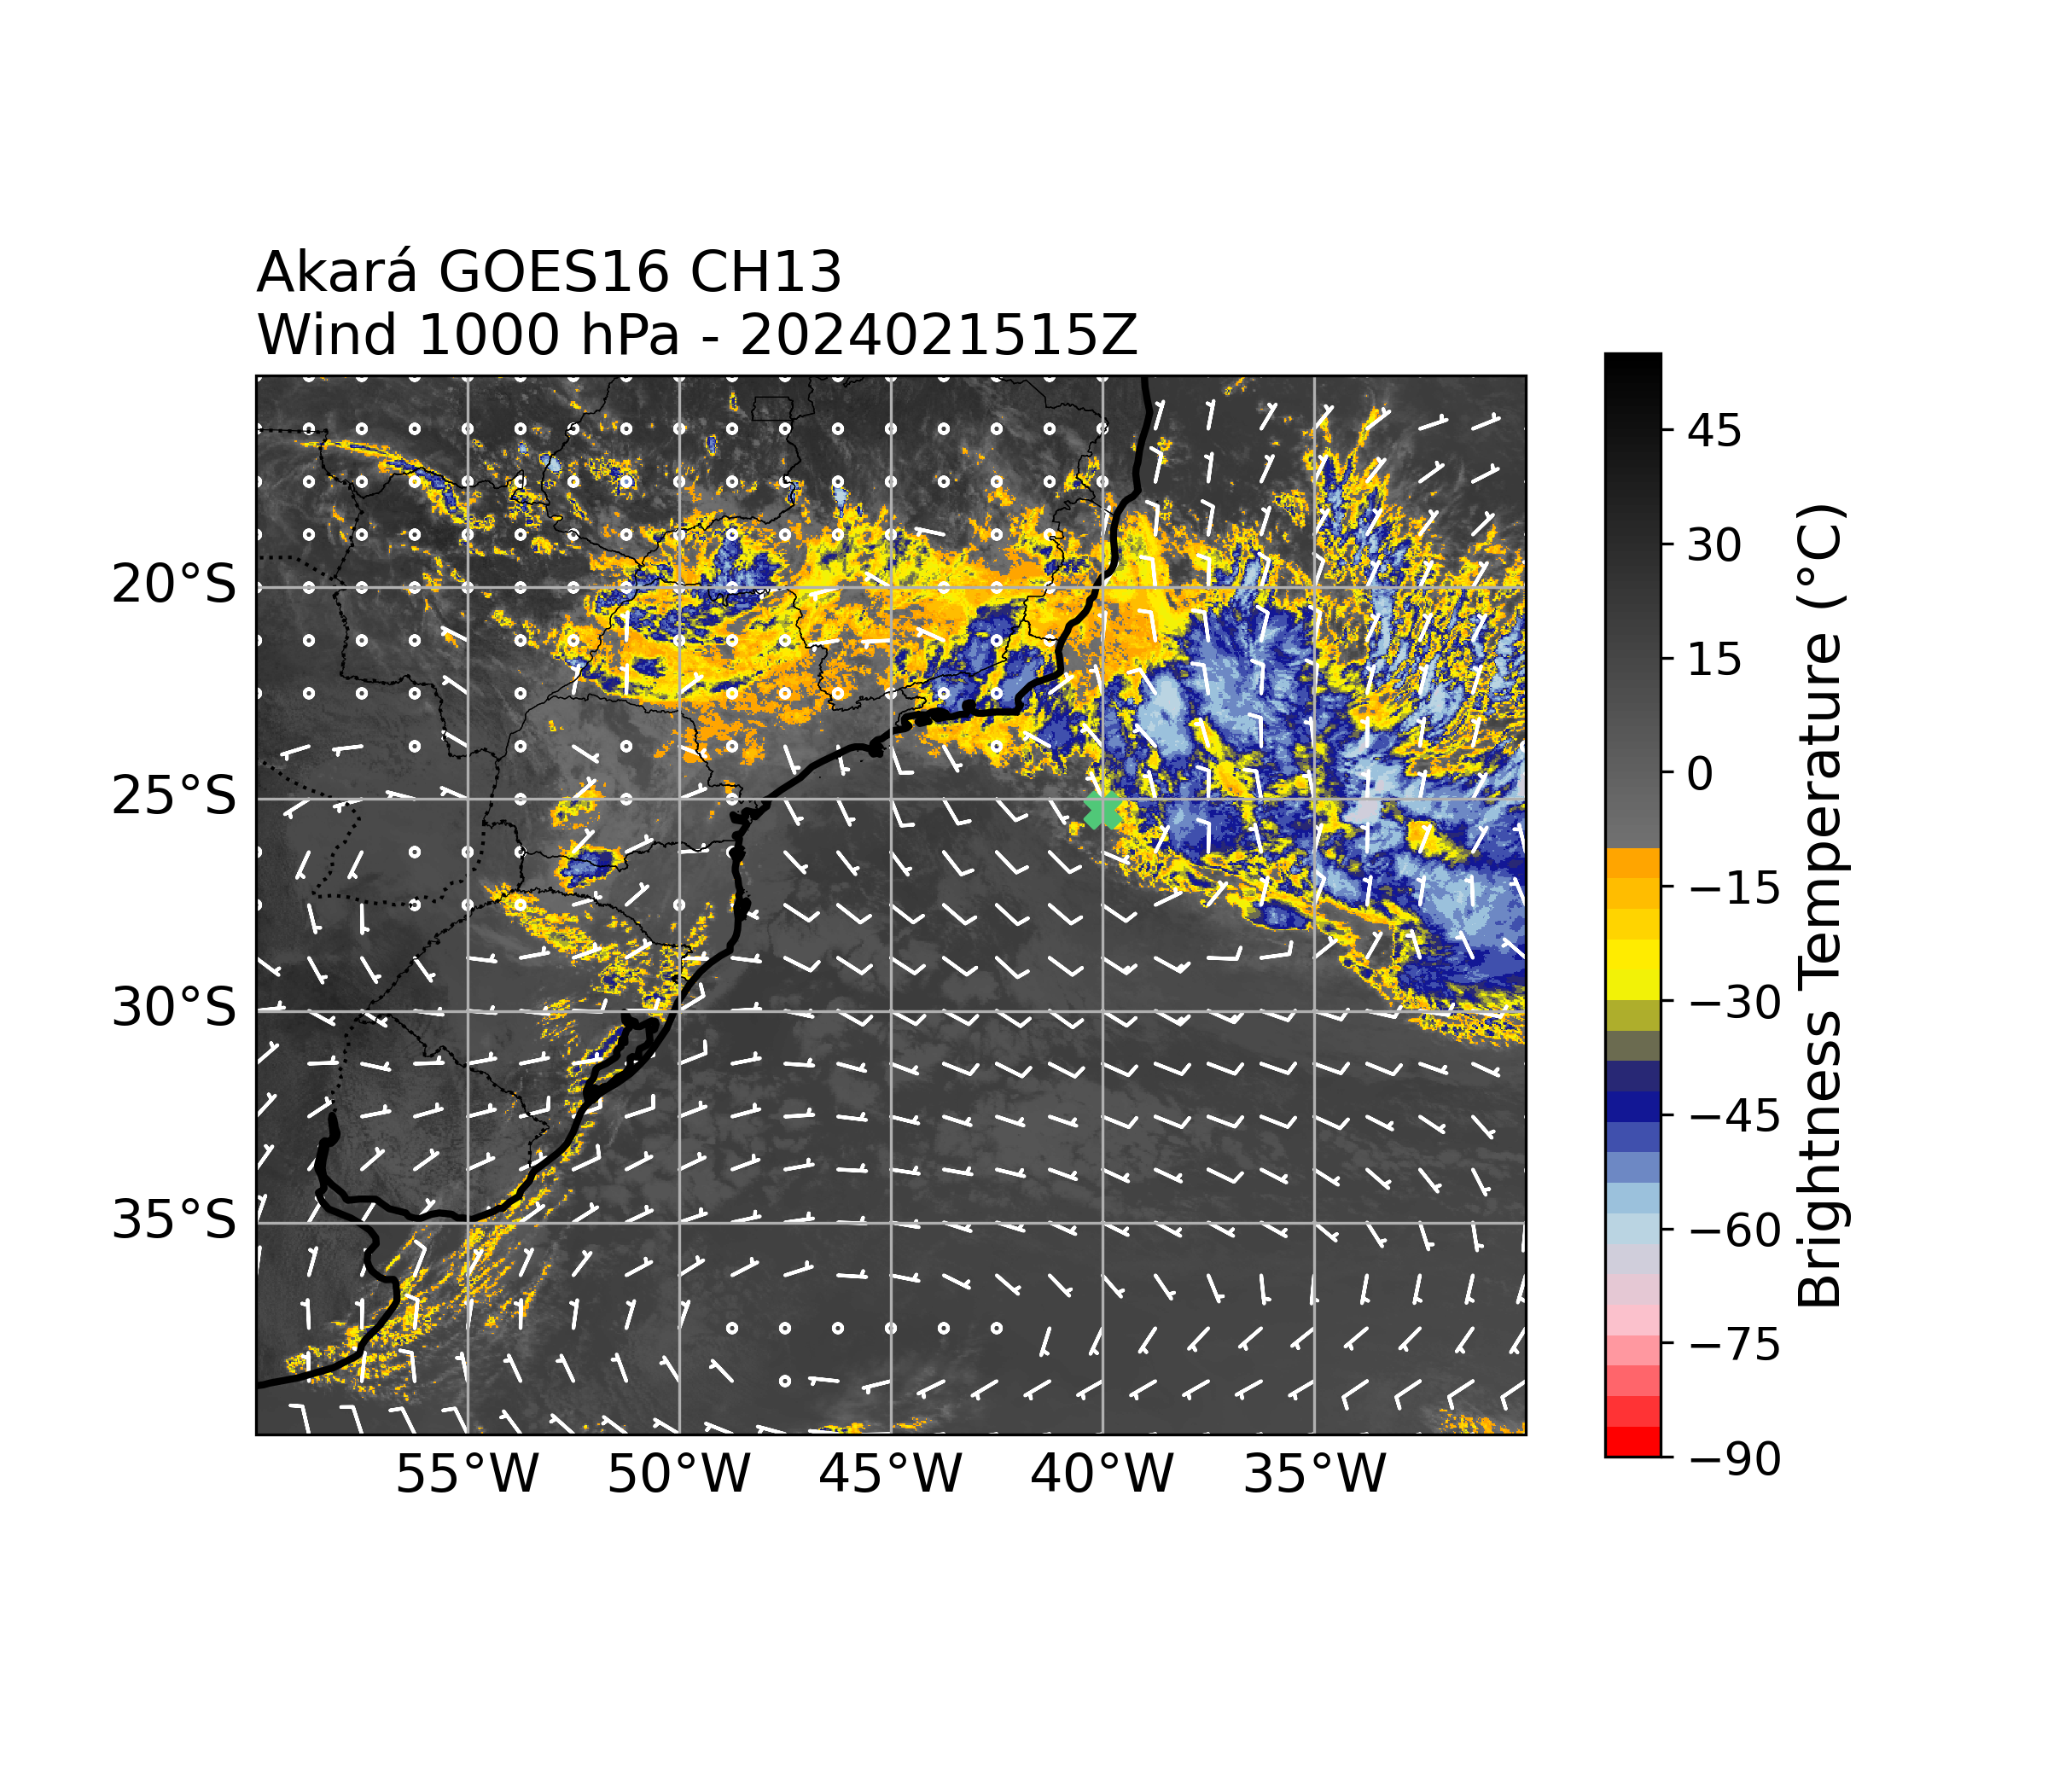 Akará GOES16 CH13
Wind 1000 hPa - 2024021515Z
20°S
25°S
30°S
35°S
55°W 50°W 45°W 40°W 35°W
45
30
15
0
−15
−30
−45
−60
−75
−90
Brightness Temperature (°C)